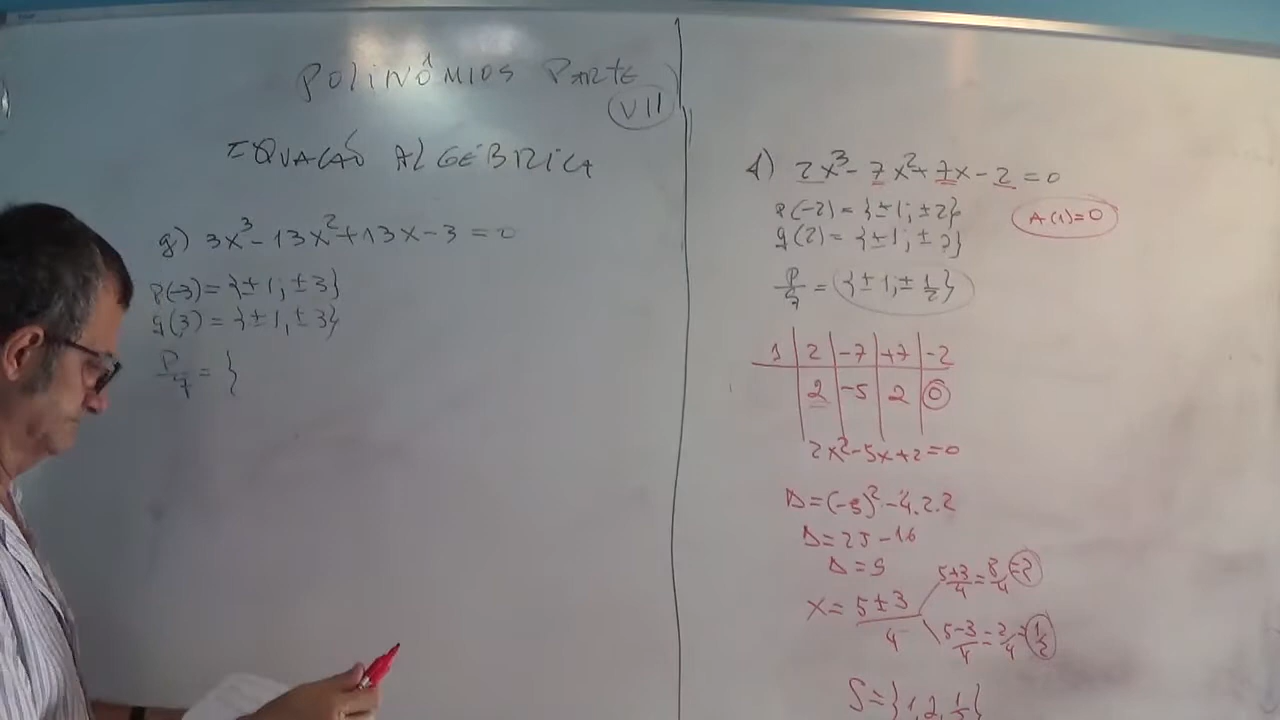 POLINÔMIOS PARTE
VII
EQUAÇÃO ALGÉBRICA
g) 3x³ - 13x² + 13x - 3 = 0
p(-3) = {±1; ±3}
q(3) = {±1, ±3}
p/q = {
d) 2x³ - 7x² + 7x - 2 = 0
p(-2) = {±1; ±2}
A(1) = 0
q(2) = {±1; ±2}
p/q = {±1; ±1/2}
1 | 2 | -7 | +7 | -2
2 | -5 | 2 | 0
2x² - 5x + 2 = 0
Δ = (-5)² - 4.2.2
Δ = 25 - 16
Δ = 9
5+3/4 = 8/4 = 2
x = 5 ± 3/4
5-3/4 = 2/4 = 1/2
S = {1, 2, 1/2}